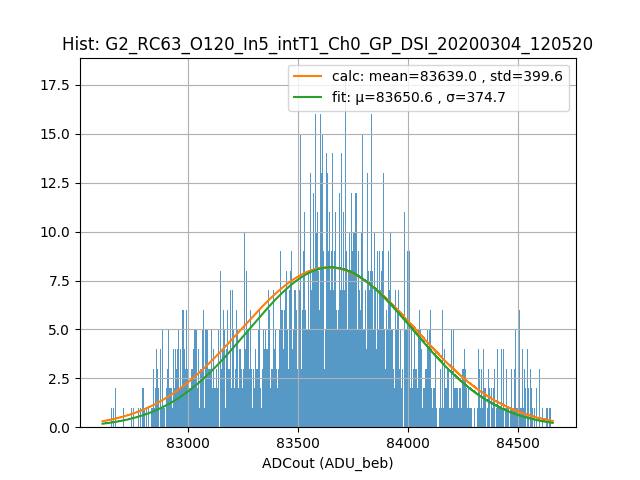 Hist: G2_RC63_O120_In5_intT1_Ch0_GP_DSI_20200304_120520
calc: mean=83639.0 , std=399.6
fit: µ=83650.6 , σ=374.7
17.5
15.0
12.5
10.0
7.5
5.0
2.5
0.0
83000 83500 84000 84500
ADCout (ADU_beb)